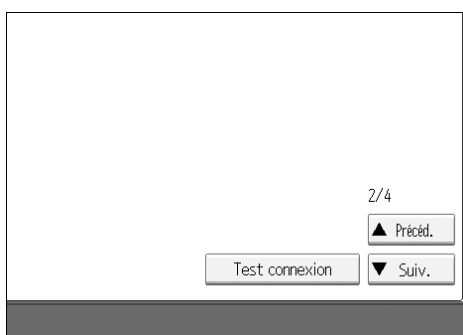 2/4
▲ Précéd.
Test connexion
▼ Suiv.